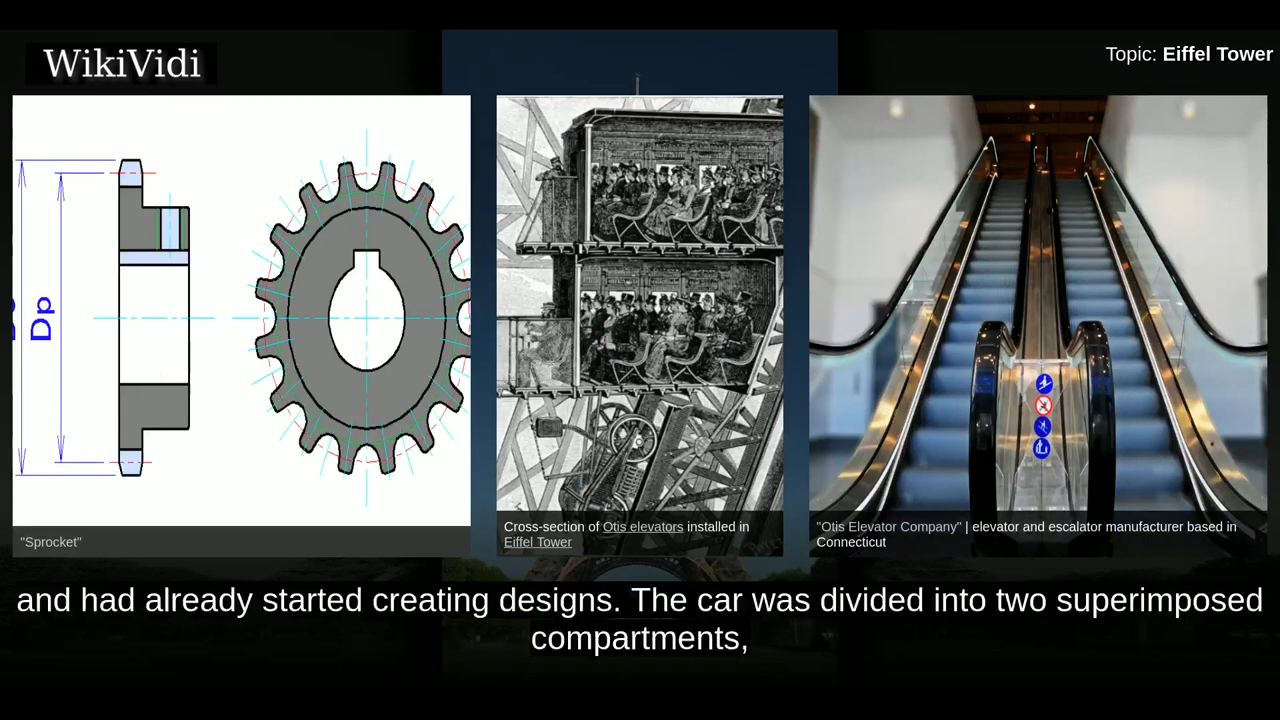 WikiVidi
Topic: Eiffel Tower
Dp
"Sprocket"
Cross-section of Otis elevators installed in
Eiffel Tower
"Otis Elevator Company" | elevator and escalator manufacturer based in
Connecticut
and had already started creating designs. The car was divided into two superimposed
compartments,